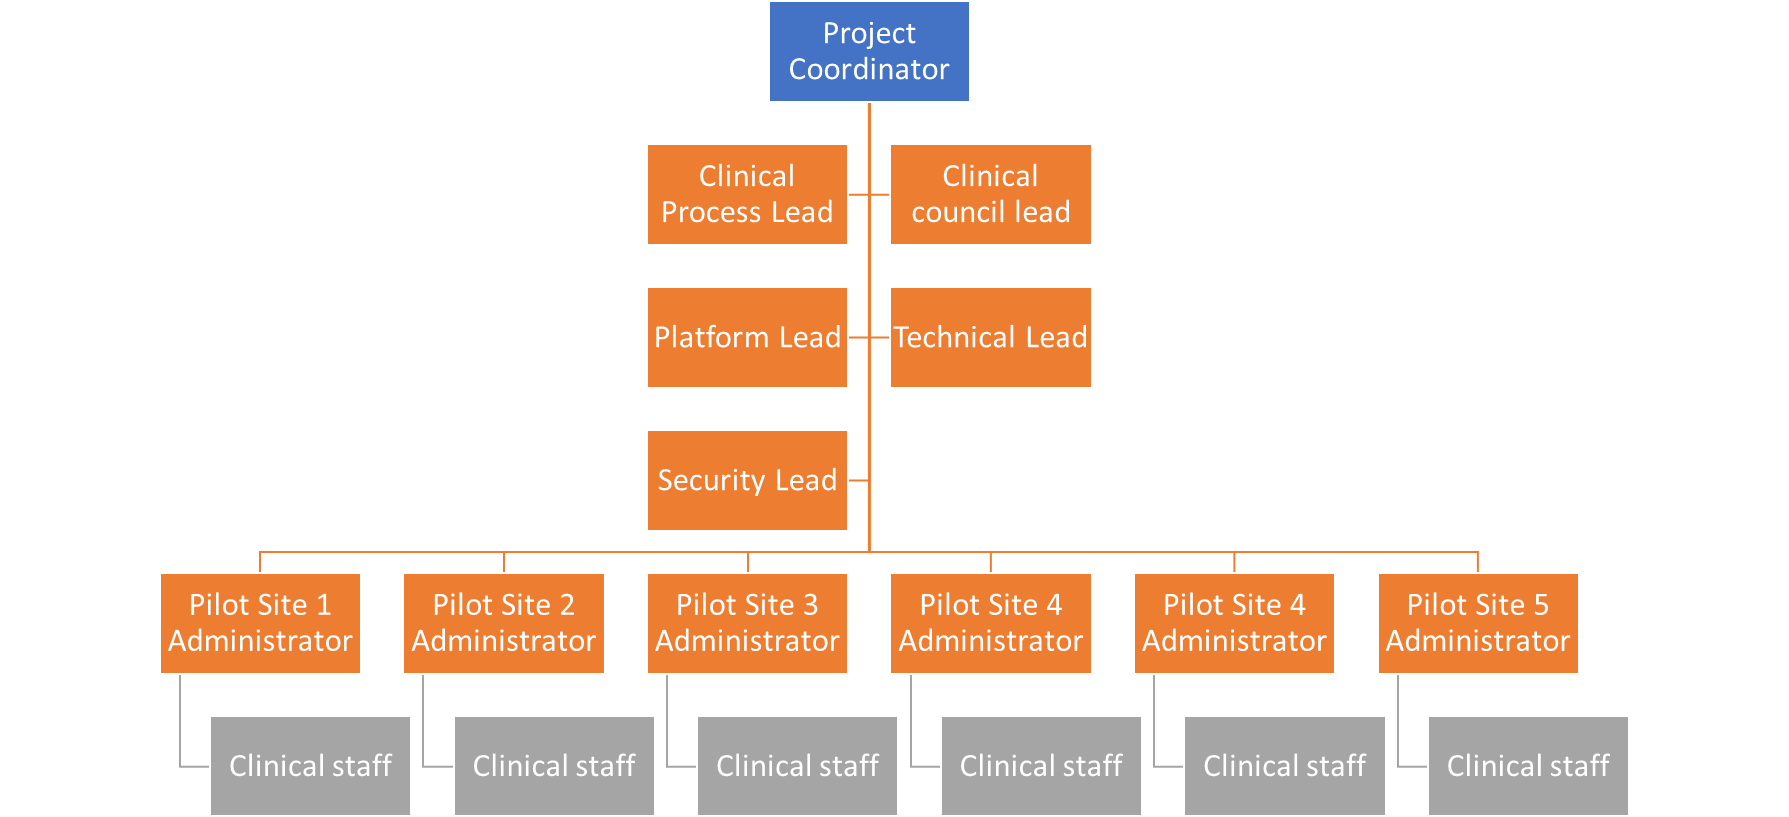 Project
Coordinator
Clinical
Process Lead
Clinical
council lead
Platform Lead
Technical Lead
Security Lead
Pilot Site 1
Administrator
Pilot Site 2
Administrator
Pilot Site 3
Administrator
Pilot Site 4
Administrator
Pilot Site 4
Administrator
Pilot Site 5
Administrator
Clinical staff
Clinical staff
Clinical staff
Clinical staff
Clinical staff
Clinical staff